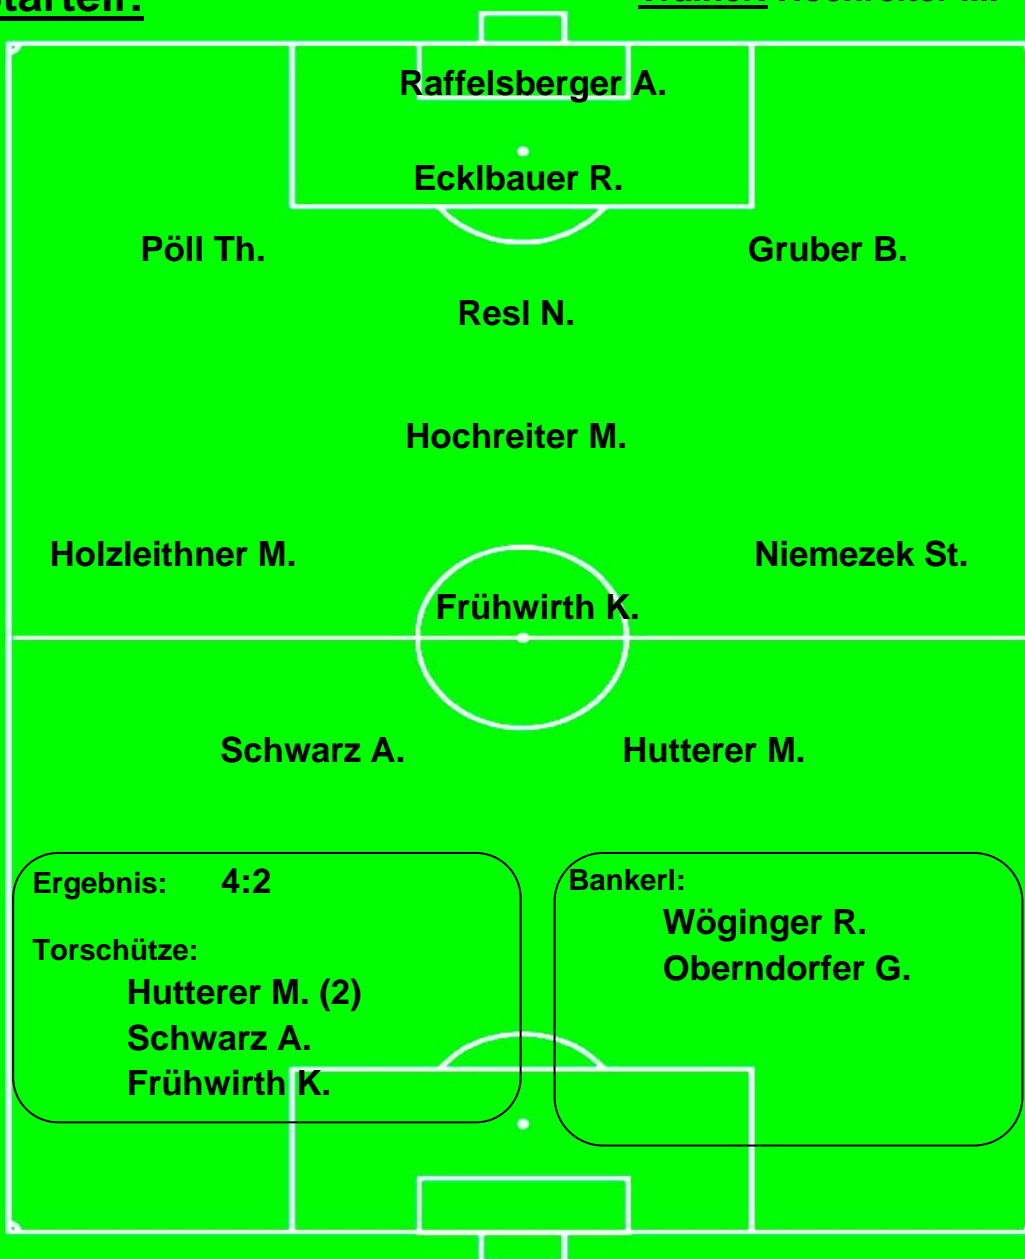 Raffelsberger A.
Ecklbauer R.
Pöll Th.
Gruber B.
Resl N.
Hochreiter M.
Holzleithner M.
Niemezek St.
Frühwirth K.
Schwarz A.
Hutterer M.
Ergebnis: 4:2
Torschütze:
Hutterer M. (2)
Schwarz A.
Frühwirth K.
Bankerl:
Wöginger R.
Oberndorfer G.